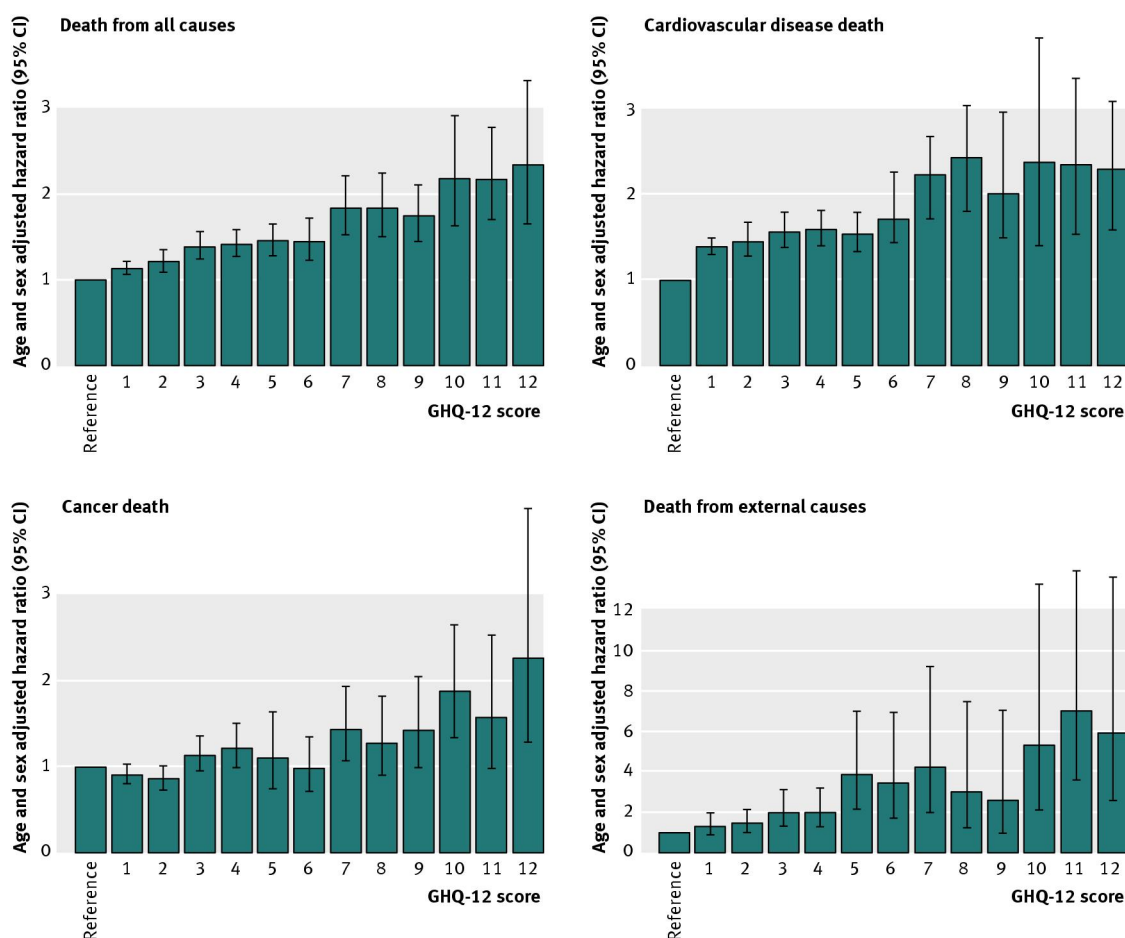 Death from all causes
Age and sex adjusted hazard ratio (95% CI)
3
2
1
0
Reference
1 2 3 4 5 6 7 8 9 10 11 12
GHQ-12 score
Cardiovascular disease death
Age and sex adjusted hazard ratio (95% CI)
3
2
1
0
Reference
1 2 3 4 5 6 7 8 9 10 11 12
GHQ-12 score
Cancer death
Age and sex adjusted hazard ratio (95% CI)
3
2
1
0
Reference
1 2 3 4 5 6 7 8 9 10 11 12
GHQ-12 score
Death from external causes
Age and sex adjusted hazard ratio (95% CI)
12
10
8
6
4
2
0
Reference
1 2 3 4 5 6 7 8 9 10 11 12
GHQ-12 score